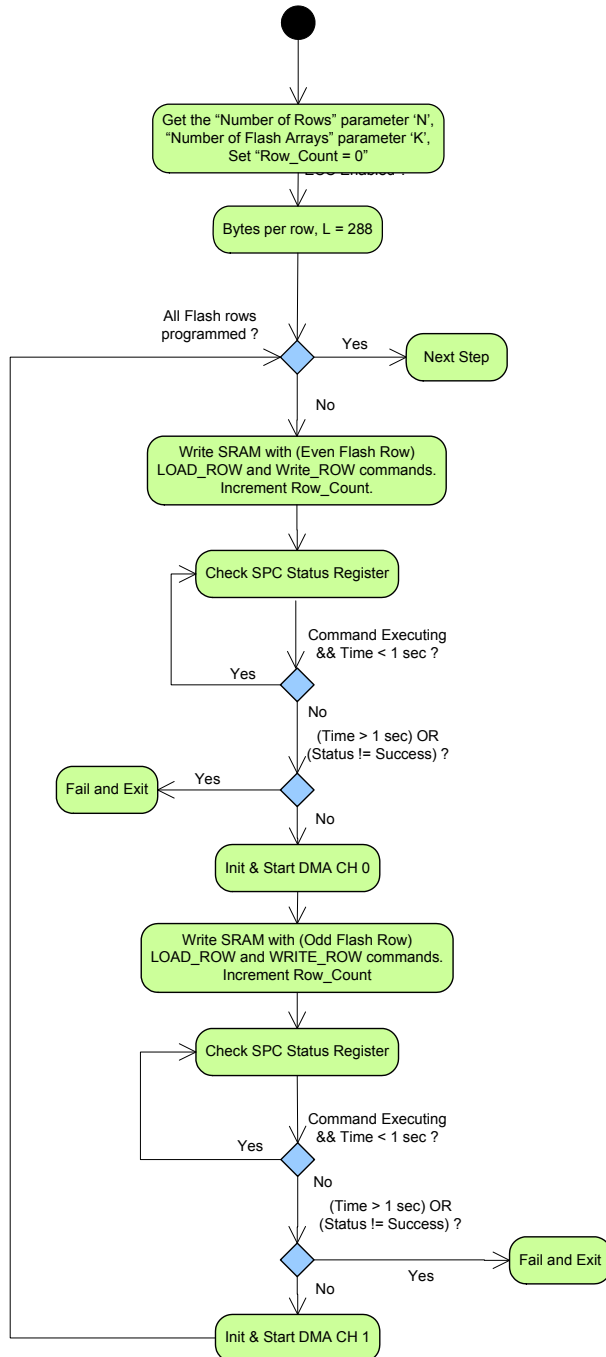 Get the “Number of Rows” parameter ‘N’,
“Number of Flash Arrays” parameter ‘K’,
Set “Row_Count = 0”
Bytes per row, L = 288
All Flash rows
programmed ?
Yes
Next Step
No
Write SRAM with (Even Flash Row)
LOAD_ROW and Write_ROW commands.
Increment Row_Count.
Check SPC Status Register
Command Executing
&& Time < 1 sec ?
Yes
No
(Time > 1 sec) OR
(Status != Success) ?
Yes
Fail and Exit
No
Init & Start DMA CH 0
Write SRAM with (Odd Flash Row)
LOAD_ROW and WRITE_ROW commands.
Increment Row_Count
Check SPC Status Register
Command Executing
&& Time < 1 sec ?
Yes
No
(Time > 1 sec) OR
(Status != Success) ?
Fail and Exit
Yes
No
Init & Start DMA CH 1